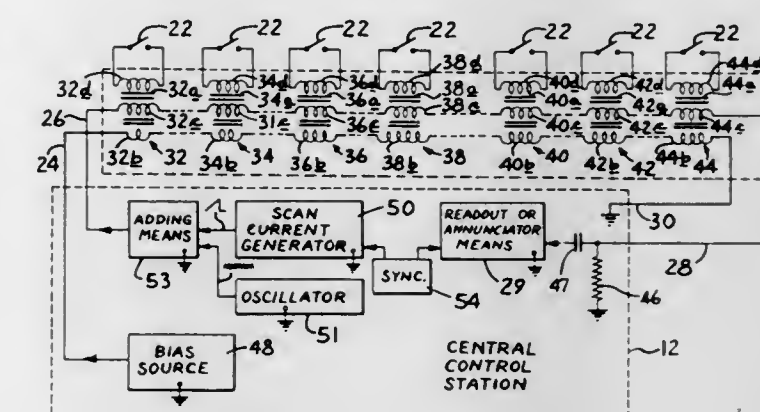 22 22 22 22 22 22 22
32d 34d 36d 38d 40d 42d 44d
32a 34a 36a 38a 40a 42a 44a
26 32c 31c 36c 38c 40c 42c 44c
24 32b 32 34b 34 36b 36 38b 38 40b 40 42b 42 44b 44
50 30
ADDING MEANS
53
SCAN CURRENT GENERATOR
READOUT OR ANNUNCIATOR MEANS
29
47
28
SYNC.
54
46
OSCILLATOR
51
BIAS SOURCE
48
CENTRAL CONTROL STATION
12